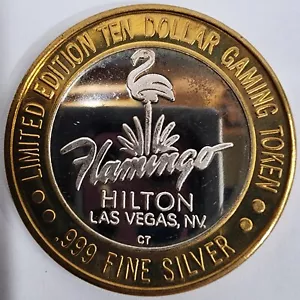 LIMITED EDITION TEN DOLLAR GAMING TOKEN
Flamingo
HILTON
LAS VEGAS, NV.
CT
.999 FINE SILVER